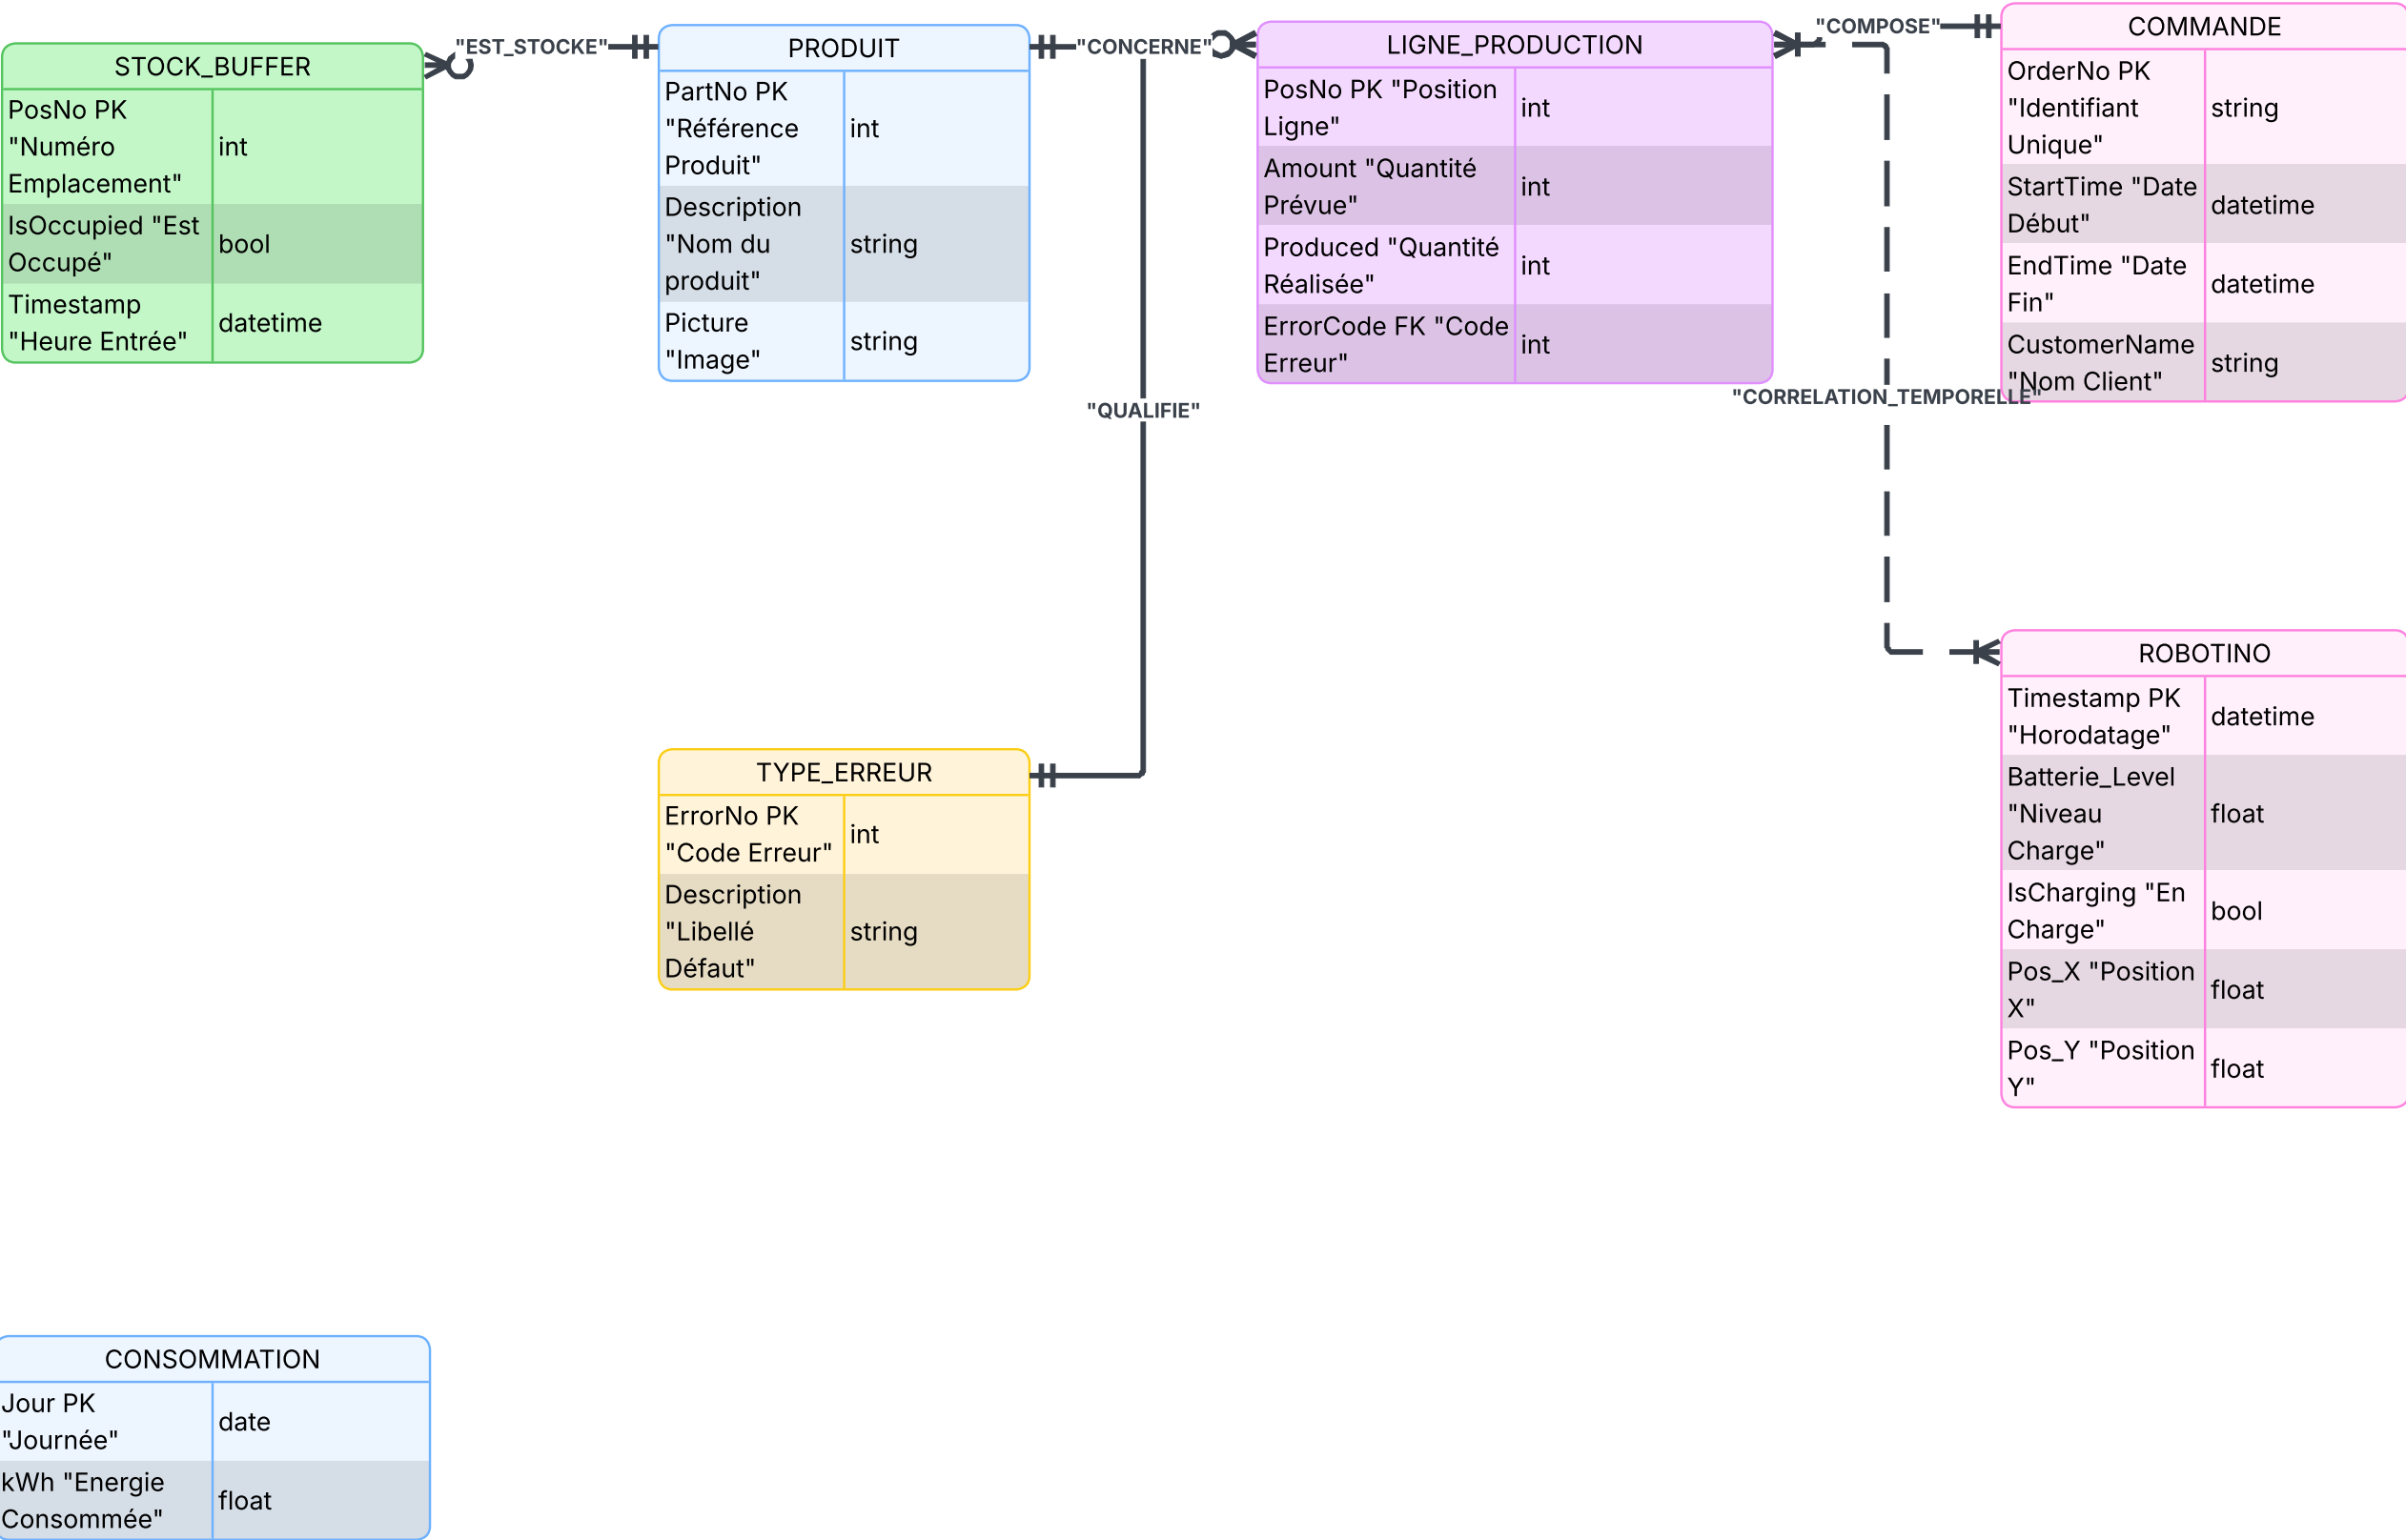 STOCK_BUFFER
PosNo PK
"Numéro
Emplacement"
int
IsOccupied "Est
Occupé"
bool
Timestamp
"Heure Entrée"
datetime
"EST_STOCKE"
PRODUIT
PartNo PK
"Référence
Produit"
int
Description
"Nom du
produit"
string
Picture
"Image"
string
"CONCERNE"
"QUALIFIE"
LIGNE_PRODUCTION
PosNo PK "Position
Ligne"
int
Amount "Quantité
Prévue"
int
Produced "Quantité
Réalisée"
int
ErrorCode FK "Code
Erreur"
int
"COMPOSE"
"CORRELATION_TEMPORELLE"
COMMANDE
OrderNo PK
"Identifiant
Unique"
string
StartTime "Date
Début"
datetime
EndTime "Date
Fin"
datetime
CustomerName
"Nom Client"
string
TYPE_ERREUR
ErrorNo PK
"Code Erreur"
int
Description
"Libellé
Défaut"
string
ROBOTINO
Timestamp PK
"Horodatage"
datetime
Batterie_Level
"Niveau
Charge"
float
IsCharging "En
Charge"
bool
Pos_X "Position
X"
float
Pos_Y "Position
Y"
float
CONSOMMATION
Jour PK
"Journée"
date
kWh "Energie
Consommée"
float